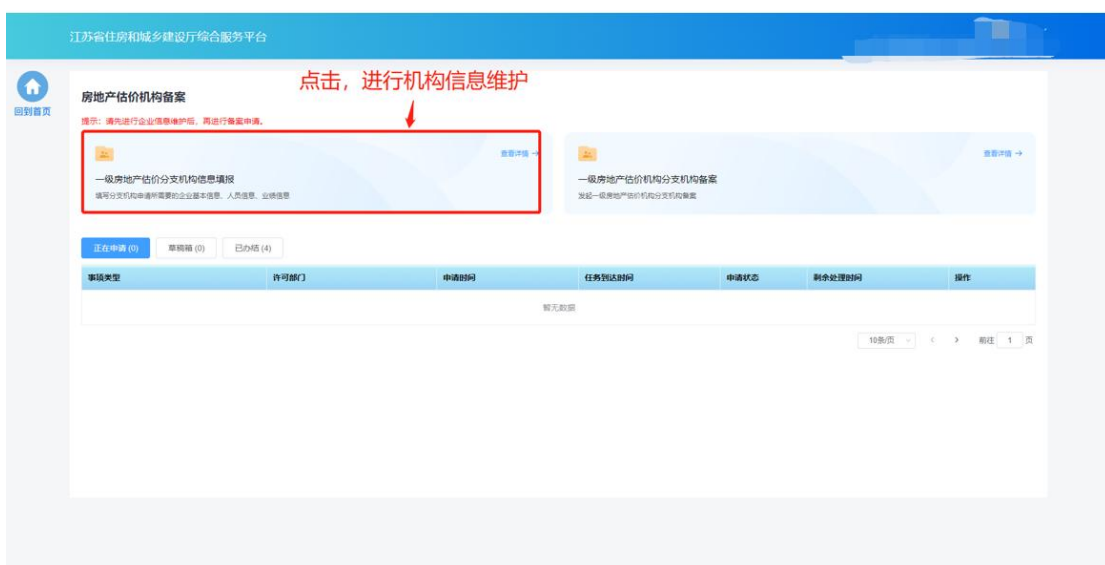 江苏省住房和城乡建设厅综合服务平台
回到首页
点击，进行机构信息维护
房地产估价机构备案
提示：请先进行企业信息维护后，再进行备案申请。
查看详情 →
一级房地产估价分支机构信息填报
填写分支机构申请所需要的企业基本信息、人员信息、业绩信息
查看详情 →
一级房地产估价机构分支机构备案
发起一级房地产估价机构分支机构备案
正在申请 (0) 草稿箱 (0) 已办结 (4)
事项类型 许可部门 申请时间 任务到达时间 申请状态 剩余处理时间 操作
暂无数据
10条/页 < > 前往 1 页